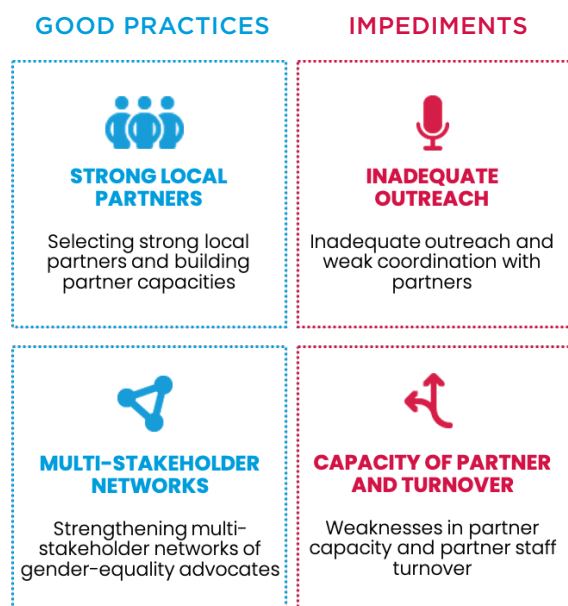 GOOD PRACTICES
IMPEDIMENTS
STRONG LOCAL
PARTNERS
Selecting strong local
partners and building
partner capacities
INADEQUATE
OUTREACH
Inadequate outreach and
weak coordination with
partners
MULTI-STAKEHOLDER
NETWORKS
Strengthening multi-
stakeholder networks of
gender-equality advocates
CAPACITY OF PARTNER
AND TURNOVER
Weaknesses in partner
capacity and partner staff
turnover